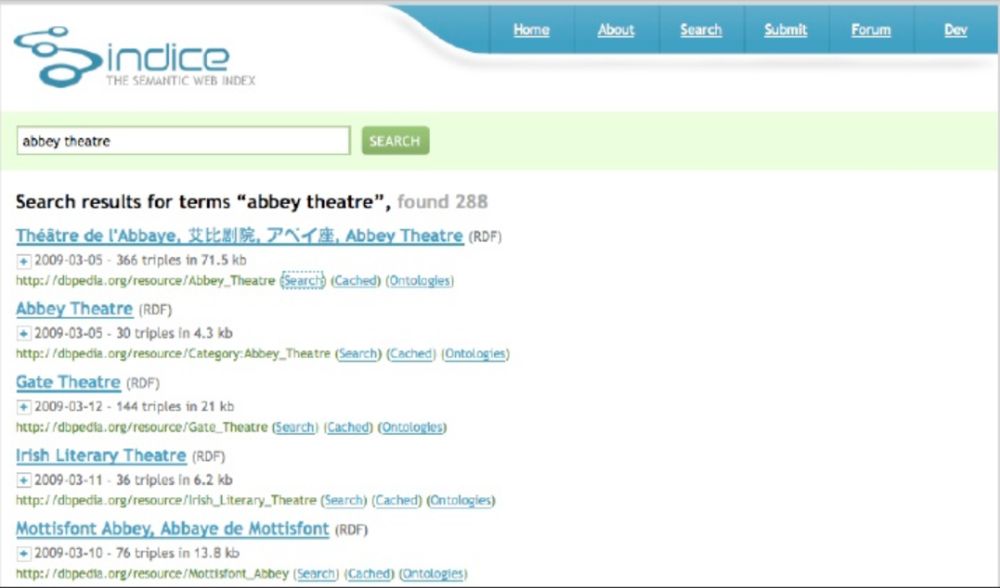 Home About Search Submit Forum Dev
indice
THE SEMANTIC WEB INDEX
abbey theatre SEARCH
Search results for terms “abbey theatre”, found 288
Théâtre de l'Abbaye, 艾比剧院, アベイ座, Abbey Theatre (RDF)
+ 2009-03-05 - 366 triples in 71.5 kb
http://dbpedia.org/resource/Abbey_Theatre (Search) (Cached) (Ontologies)
Abbey Theatre (RDF)
+ 2009-03-05 - 30 triples in 4.3 kb
http://dbpedia.org/resource/Category:Abbey_Theatre (Search) (Cached) (Ontologies)
Gate Theatre (RDF)
+ 2009-03-12 - 144 triples in 21 kb
http://dbpedia.org/resource/Gate_Theatre (Search) (Cached) (Ontologies)
Irish Literary Theatre (RDF)
+ 2009-03-11 - 36 triples in 6.2 kb
http://dbpedia.org/resource/Irish_Literary_Theatre (Search) (Cached) (Ontologies)
Mottisfont Abbey, Abbaye de Mottisfont (RDF)
+ 2009-03-10 - 76 triples in 13.8 kb
http://dbpedia.org/resource/Mottisfont_Abbey (Search) (Cached) (Ontologies)